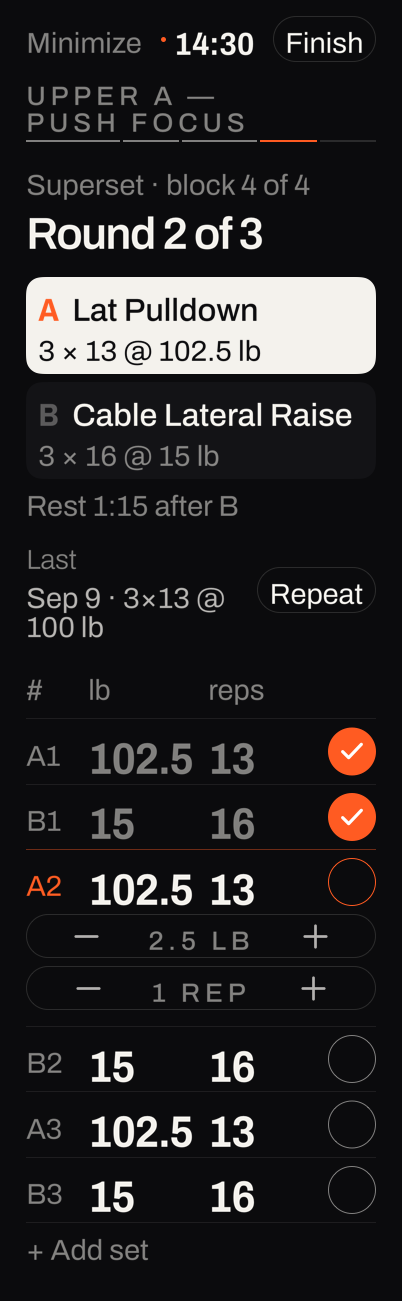 Minimize · 14:30 Finish
UPPER A —
PUSH FOCUS
Superset · block 4 of 4
Round 2 of 3
A Lat Pulldown
3 × 13 @ 102.5 lb
B Cable Lateral Raise
3 × 16 @ 15 lb
Rest 1:15 after B
Last
Sep 9 · 3×13 @
100 lb
Repeat
# lb reps
A1 102.5 13
B1 15 16
A2 102.5 13
− 2.5 LB +
− 1 REP +
B2 15 16
A3 102.5 13
B3 15 16
+ Add set